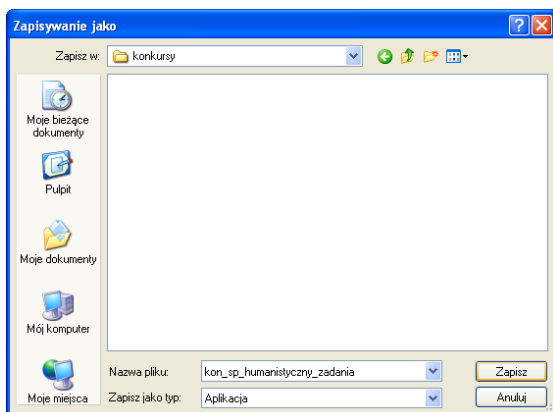 Zapisywanie jako
Zapisz w:
konkursy
Moje bieżące
dokumenty
Pulpit
Moje dokumenty
Mój komputer
Moje miejsca
Nazwa pliku:
kon_sp_humanistyczny_zadania
Zapisz
Zapisz jako typ:
Aplikacja
Anuluj